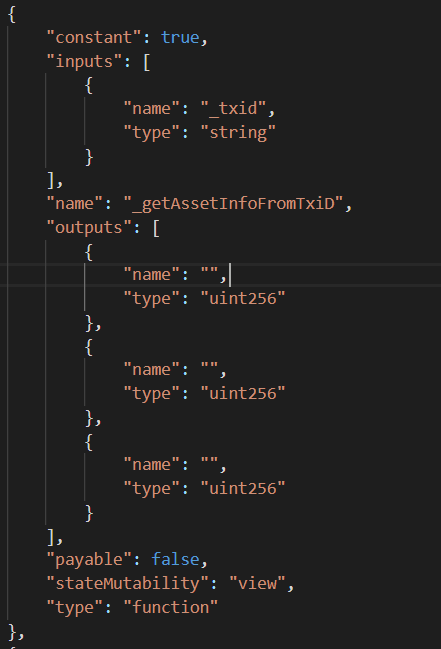 {
    "constant": true,
    "inputs": [
        {
            "name": "_txid",
            "type": "string"
        }
    ],
    "name": "_getAssetInfoFromTxiD",
    "outputs": [
        {
            "name": "",
            "type": "uint256"
        },
        {
            "name": "",
            "type": "uint256"
        },
        {
            "name": "",
            "type": "uint256"
        }
    ],
    "payable": false,
    "stateMutability": "view",
    "type": "function"
},